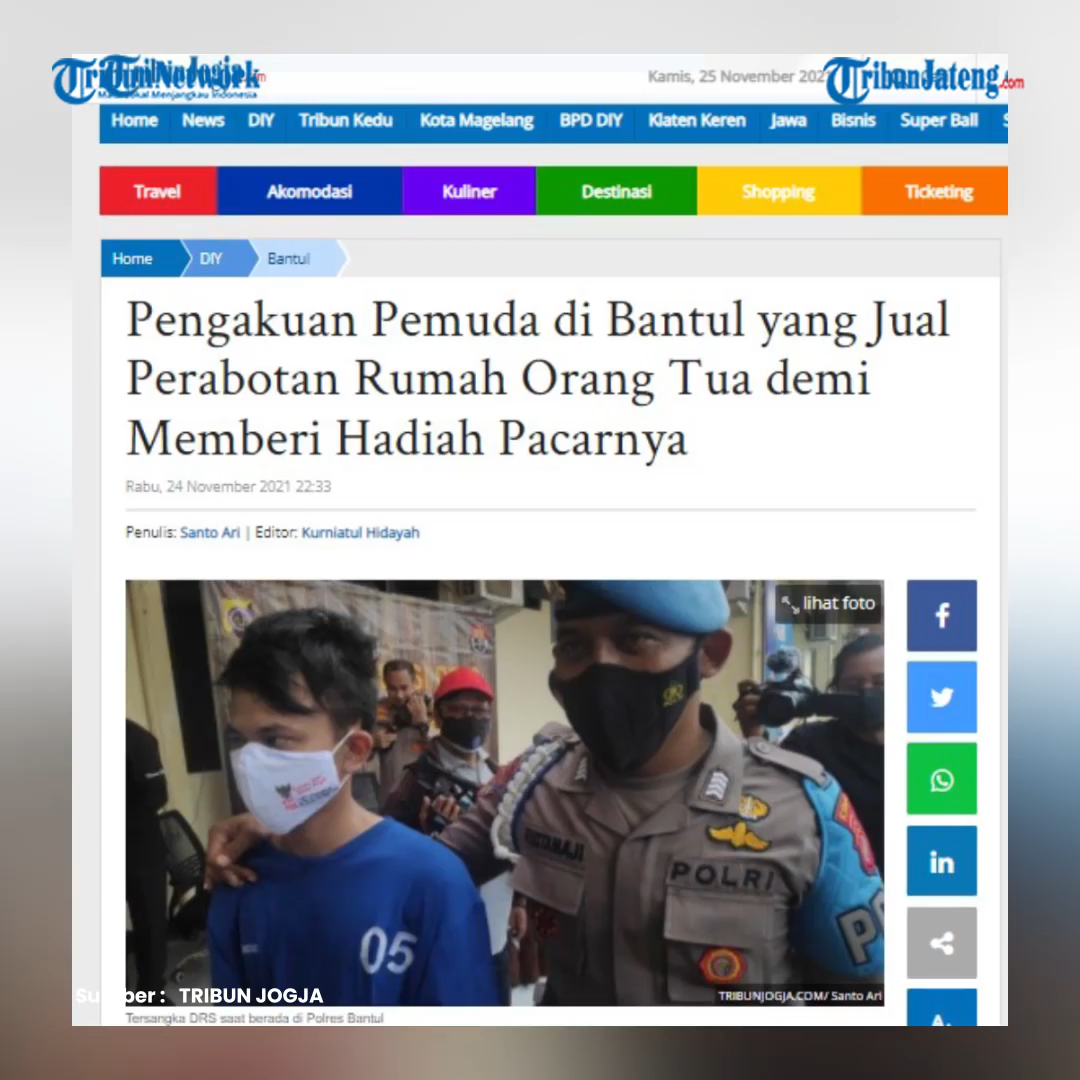 Kamis, 25 November 202
TribunJateng.com
Home News DIY Tribun Kedu Kota Magelang BPD DIY Klaten Keren Jawa Bisnis Super Ball
Travel Akomodasi Kuliner Destinasi Shopping Ticketing
Home DIY Bantul
Pengakuan Pemuda di Bantul yang Jual
Perabotan Rumah Orang Tua demi
Memberi Hadiah Pacarnya
Rabu, 24 November 2021 22:33
Penulis: Santo Ari | Editor: Kurniatul Hidayah
lihat foto
POLRI
05
TRIBUNJOGJA.COM/ Santo Ari
Sumber : TRIBUN JOGJA
Tersangka DRS saat berada di Polres Bantul